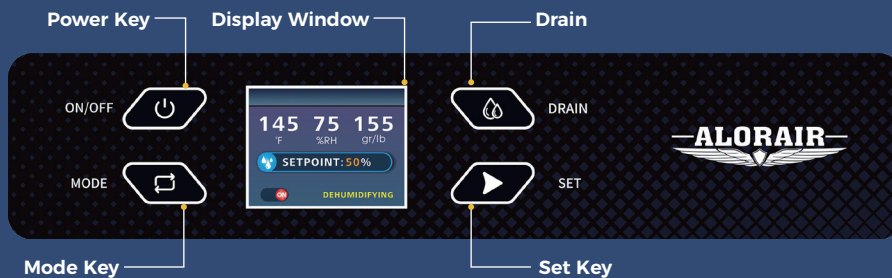 Power Key
Display Window
Drain
ON/OFF
145 75 155
°F %RH gr/lb
SETPOINT:50%
ON
DEHUMIDIFYING
DRAIN
ALORAIR
MODE
SET
Mode Key
Set Key